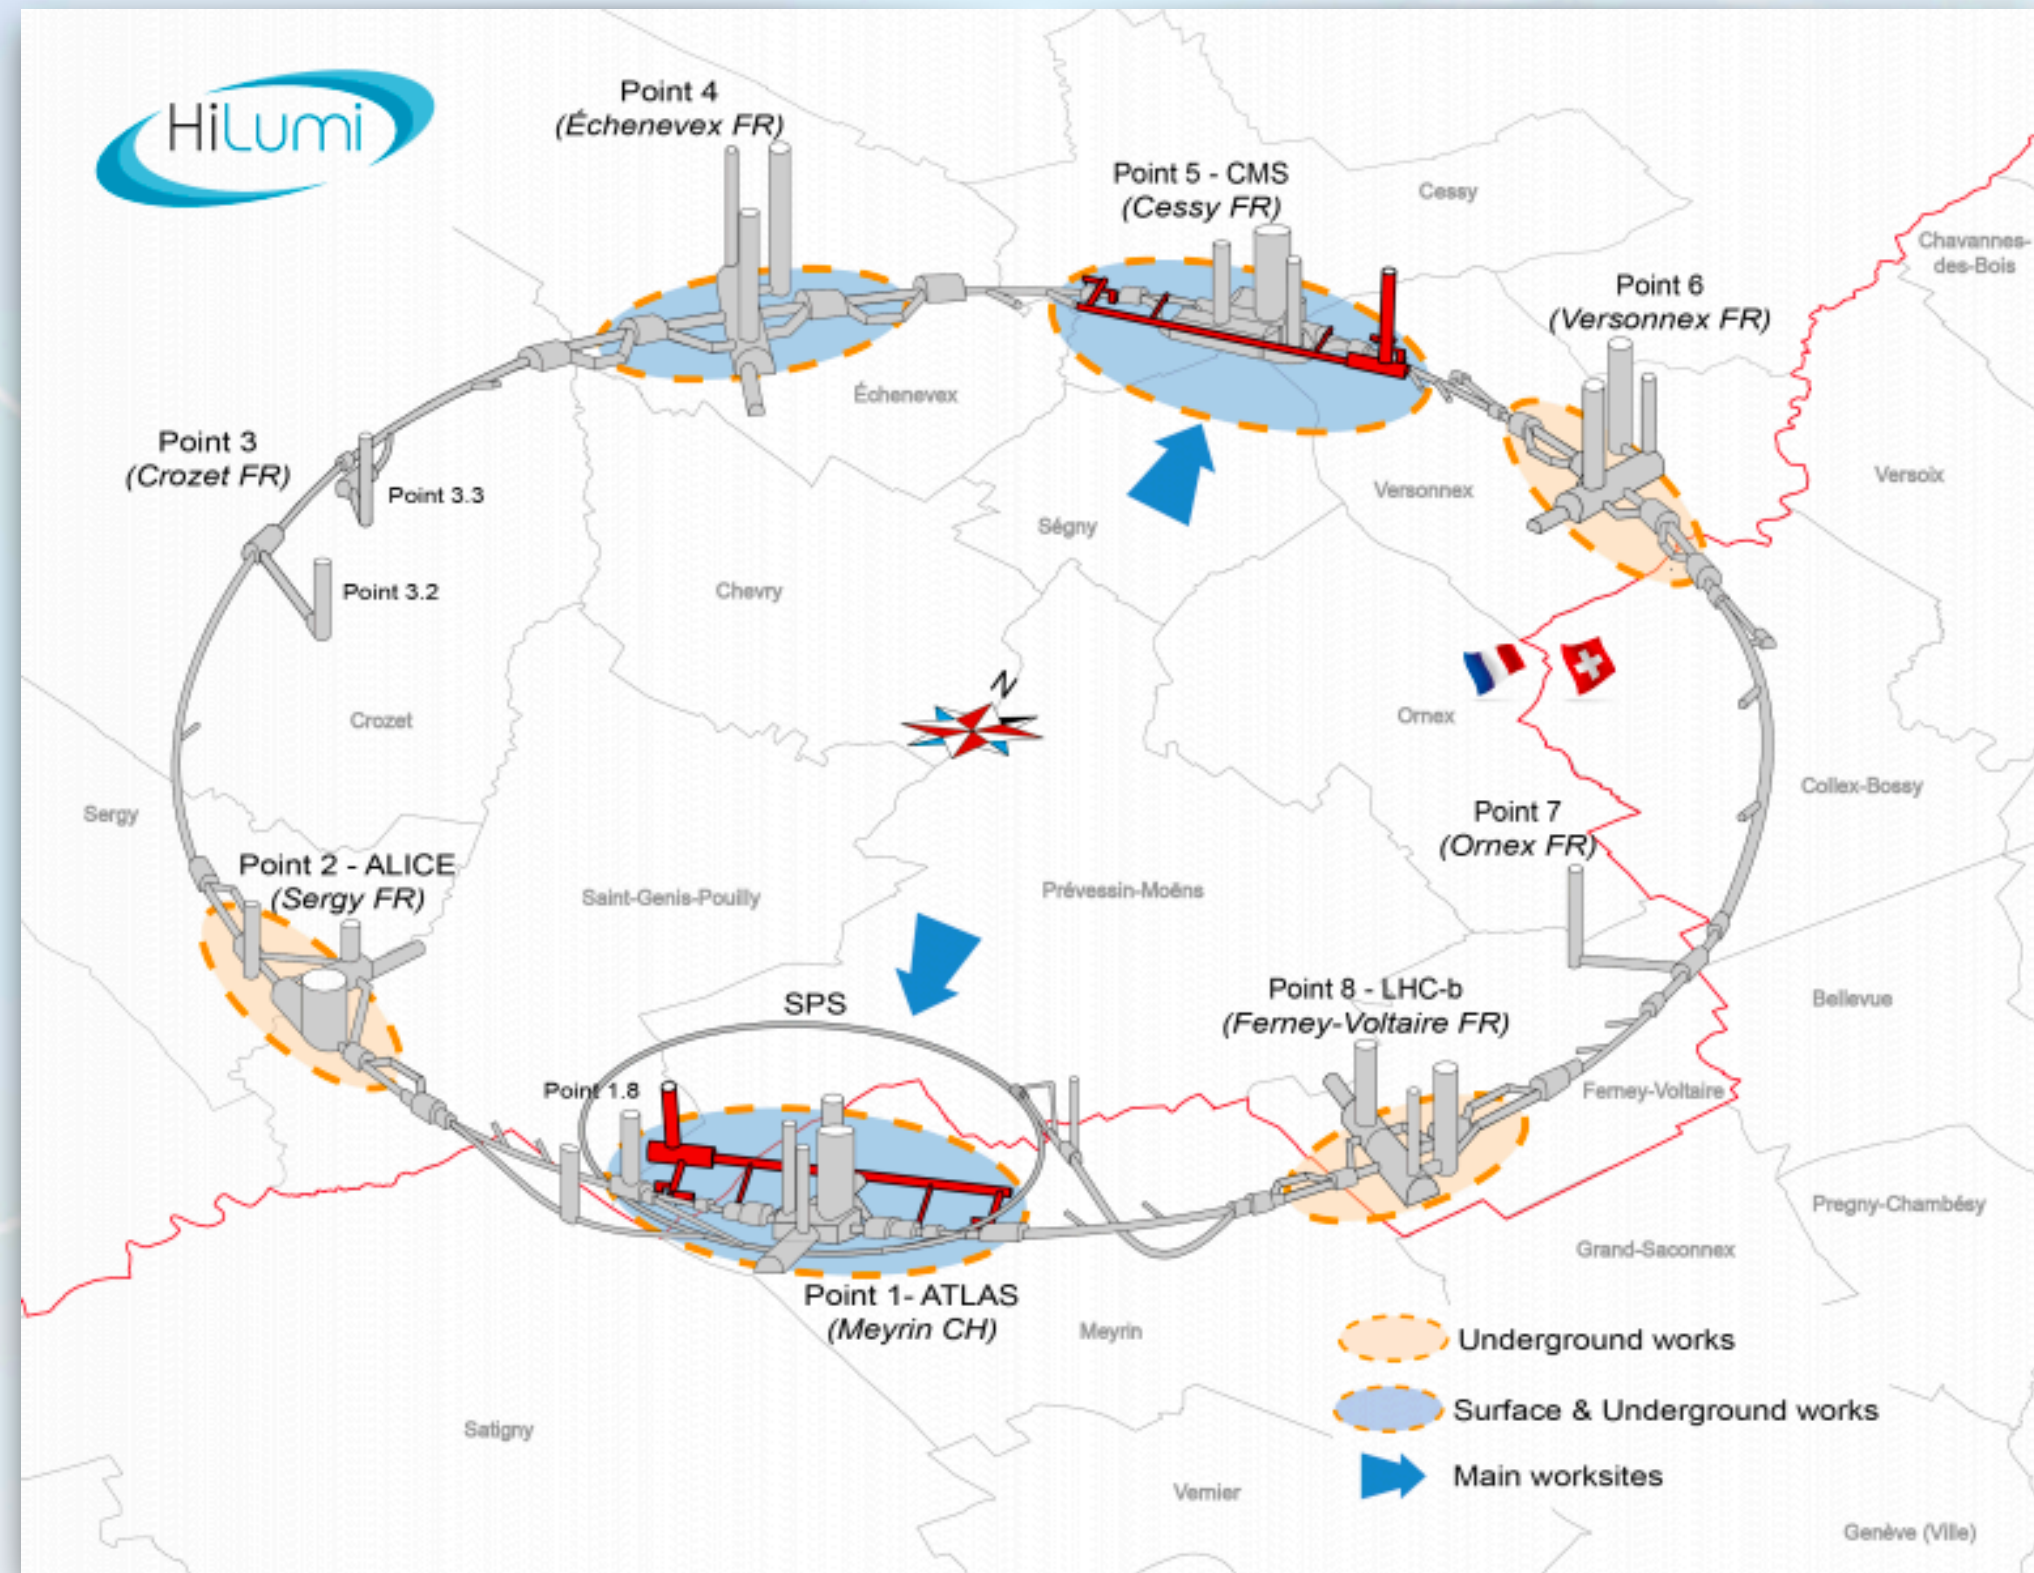 HiLumi
Point 4
(Échenevex FR)
Point 5 - CMS
(Cessy FR)
Cessy
Chavannes-
des-Bois
Point 6
(Versonnex FR)
Échenevex
Point 3
(Crozet FR)
Point 3.3
Versonnex
Versoix
Ségny
Point 3.2
Chevry
N
Crozet
Ornex
Collex-Bossy
Sergy
Point 7
(Ornex FR)
Point 2 - ALICE
(Sergy FR)
Saint-Genis-Pouilly
Prévessin-Moëns
Point 8 - LHC-b
(Ferney-Voltaire FR)
Bellevue
SPS
Point 1.8
Ferney-Voltaire
Pregny-Chambésy
Grand-Saconnex
Point 1- ATLAS
(Meyrin CH)
Meyrin
Underground works
Surface & Underground works
Satigny
Main worksites
Vernier
Genève (Ville)